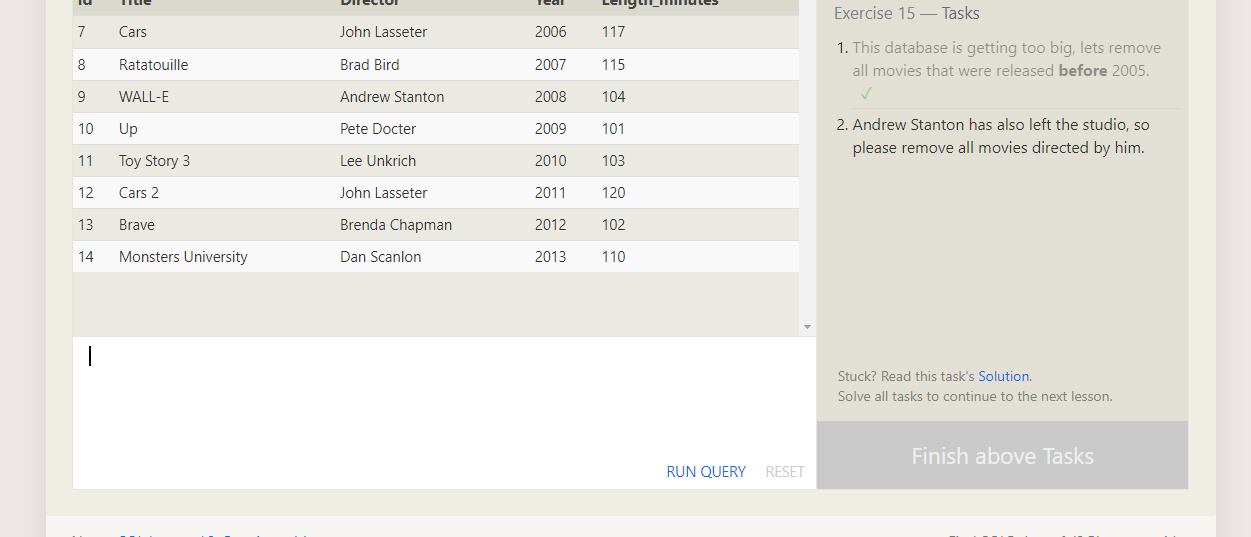 Id Title Director Year Length_minutes
7 Cars John Lasseter 2006 117
8 Ratatouille Brad Bird 2007 115
9 WALL-E Andrew Stanton 2008 104
10 Up Pete Docter 2009 101
11 Toy Story 3 Lee Unkrich 2010 103
12 Cars 2 John Lasseter 2011 120
13 Brave Brenda Chapman 2012 102
14 Monsters University Dan Scanlon 2013 110
RUN QUERY RESET
Exercise 15 — Tasks
1. This database is getting too big, lets remove
all movies that were released before 2005.
✓
2. Andrew Stanton has also left the studio, so
please remove all movies directed by him.
Stuck? Read this task's Solution.
Solve all tasks to continue to the next lesson.
Finish above Tasks